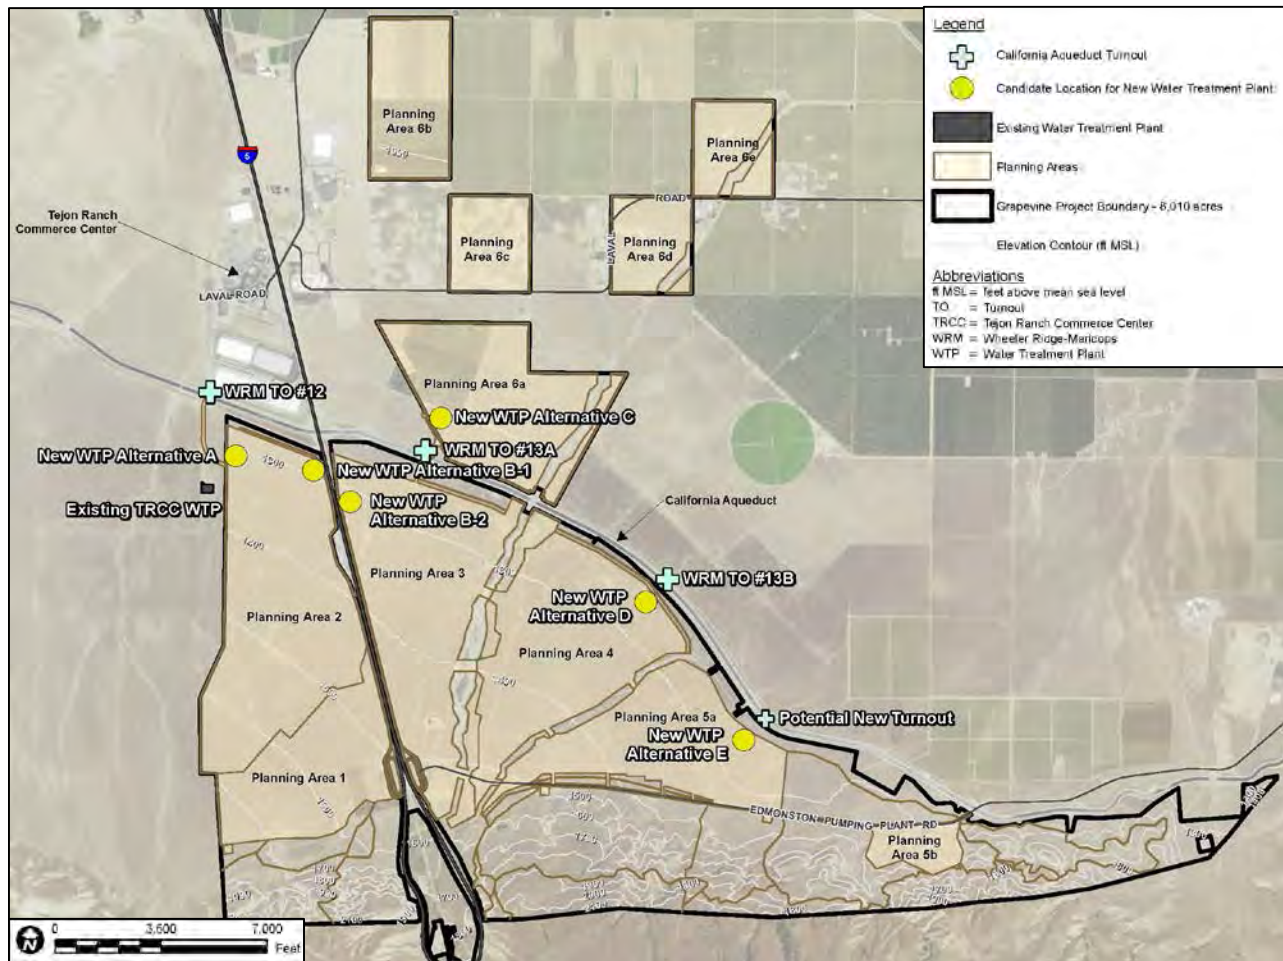 Legend
California Aqueduct Turnout
Candidate Location for New Water Treatment Plant
Existing Water Treatment Plant
Planning Areas
Grapevine Project Boundary - 8,010 acres
Elevation Contour (ft MSL)
Abbreviations
ft MSL = feet above mean sea level
TO = Turnout
TRCC = Tejon Ranch Commerce Center
WRM = Wheeler Ridge-Maricopa
WTP = Water Treatment Plant
Planning
Area 6b
5
Planning
Area 6e
ROAD
Tejon Ranch
Commerce Center
Planning
Area 6c
LAVAL
Planning
Area 6d
LAVAL ROAD
WRM TO #12
Planning Area 6a
New WTP Alternative C
New WTP Alternative A
WRM TO #13A
New WTP Alternative B-1
Existing TRCC WTP
New WTP
Alternative B-2
California Aqueduct
Planning Area 3
WRM TO #13B
New WTP
Alternative D
Planning Area 2
Planning Area 4
Planning Area 5a
Potential New Turnout
New WTP
Alternative E
Planning Area 1
1500
EDMONSTON PUMPING PLANT RD
Planning
Area 5b
N
0 3,500 7,000
Feet